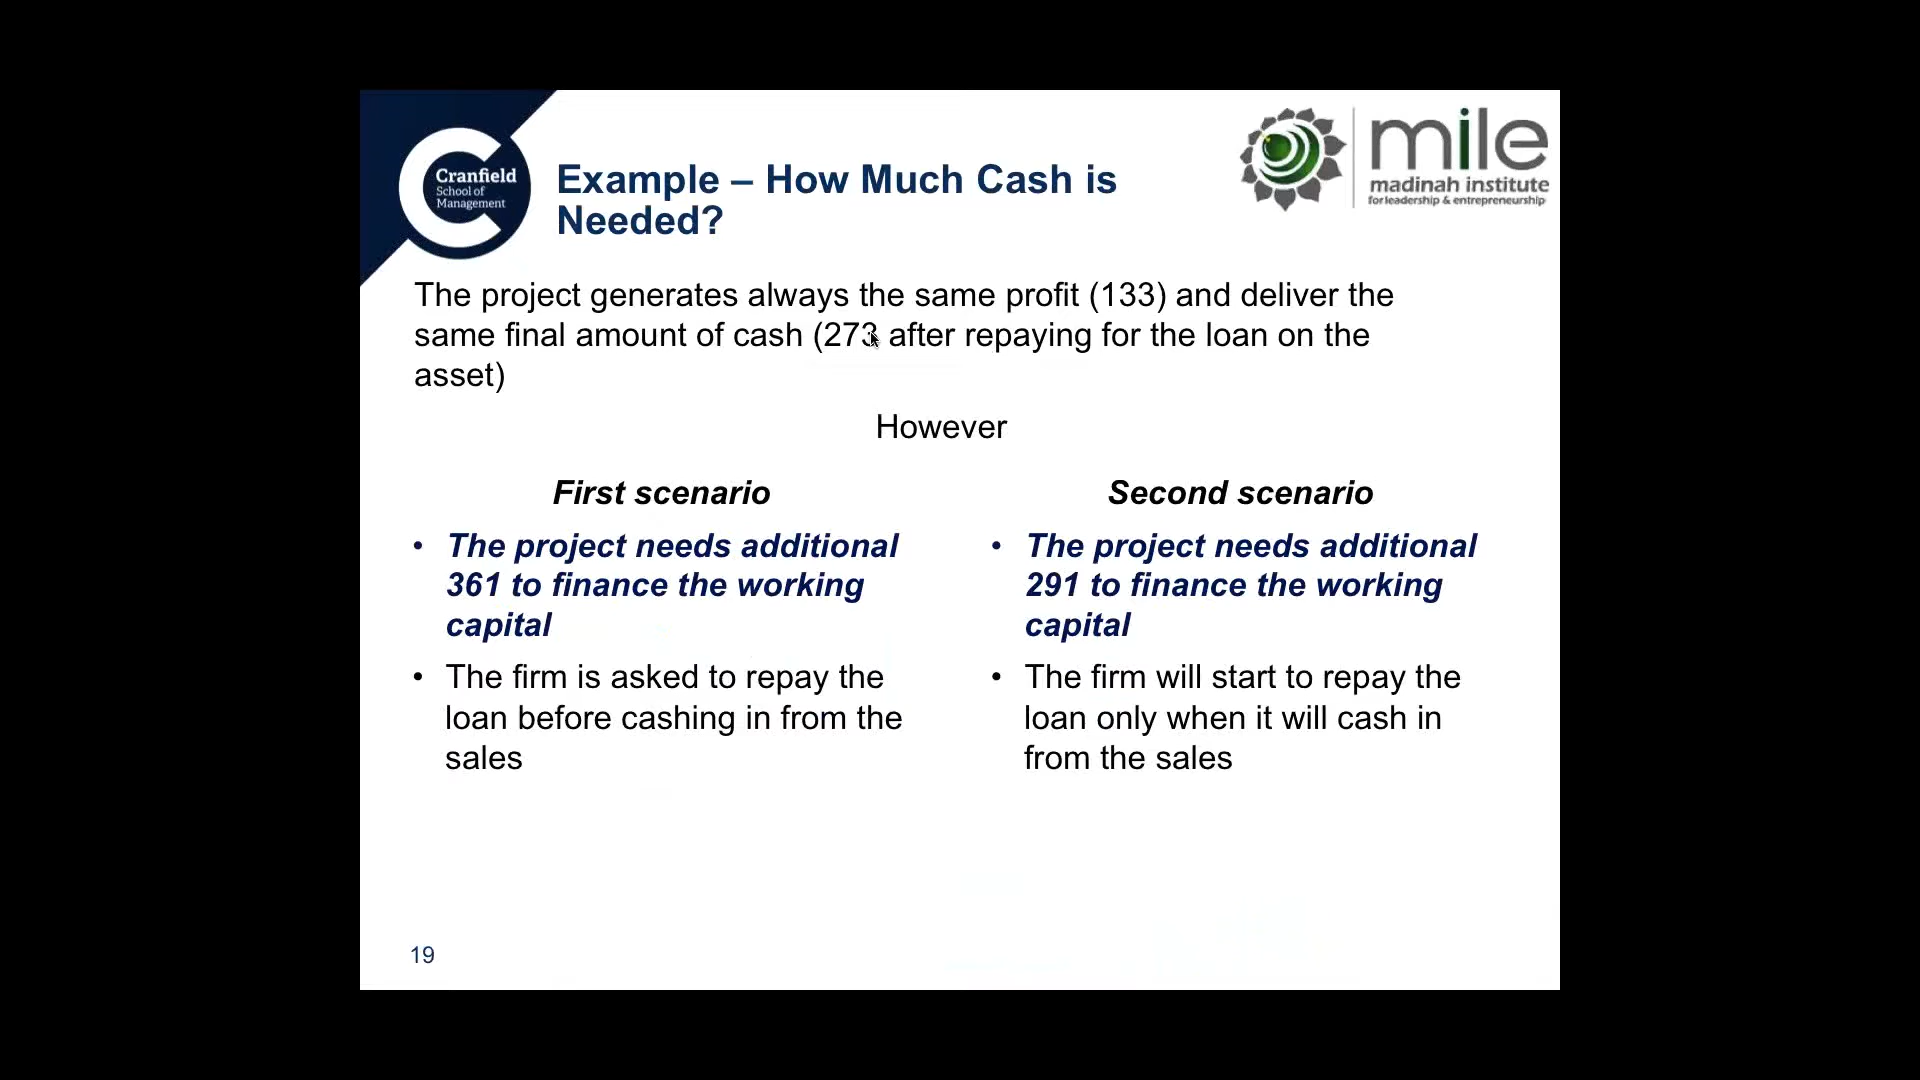 Cranfield
School of
Management
Example – How Much Cash is
Needed?
mile
madinah institute
for leadership & entrepreneurship
The project generates always the same profit (133) and deliver the
same final amount of cash (273 after repaying for the loan on the
asset)
However
First scenario
• The project needs additional
361 to finance the working
capital
• The firm is asked to repay the
loan before cashing in from the
sales
Second scenario
• The project needs additional
291 to finance the working
capital
• The firm will start to repay the
loan only when it will cash in
from the sales
19